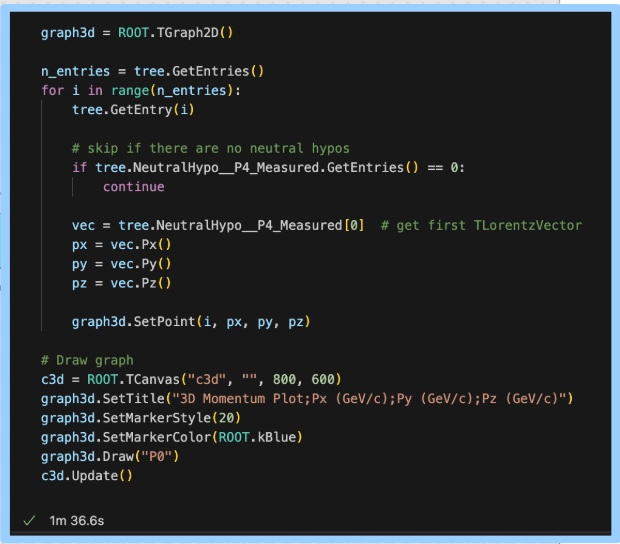 graph3d = ROOT.TGraph2D()
n_entries = tree.GetEntries()
for i in range(n_entries):
tree.GetEntry(i)
# skip if there are no neutral hypos
if tree.NeutralHypo__P4_Measured.GetEntries() == 0:
continue
vec = tree.NeutralHypo__P4_Measured[0]  # get first TLorentzVector
px = vec.Px()
py = vec.Py()
pz = vec.Pz()
graph3d.SetPoint(i, px, py, pz)
# Draw graph
c3d = ROOT.TCanvas("c3d", "", 800, 600)
graph3d.SetTitle("3D Momentum Plot;Px (GeV/c);Py (GeV/c);Pz (GeV/c)")
graph3d.SetMarkerStyle(20)
graph3d.SetMarkerColor(ROOT.kBlue)
graph3d.Draw("P0")
c3d.Update()
✓ 1m 36.6s